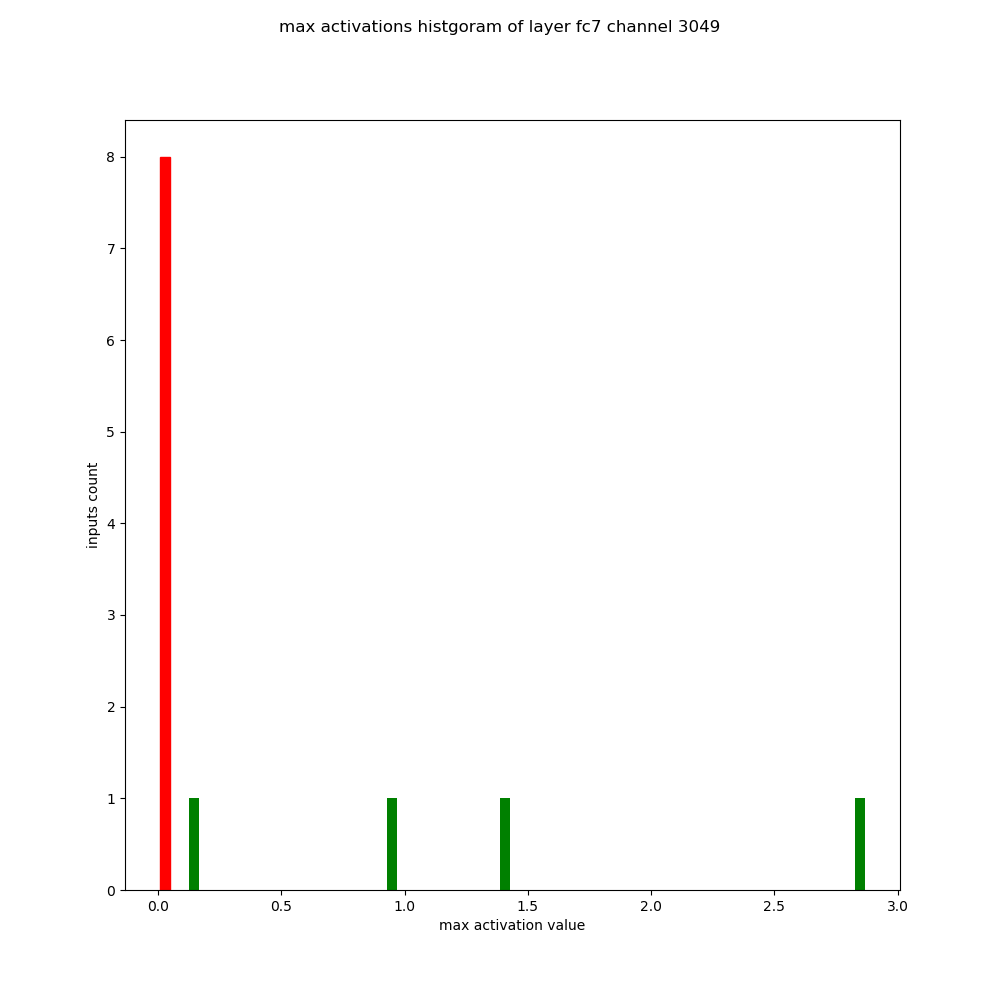 max activations histgoram of layer fc7 channel 3049
8
7
6
5
4
3
2
1
0
inputs count
0.0 0.5 1.0 1.5 2.0 2.5 3.0
max activation value